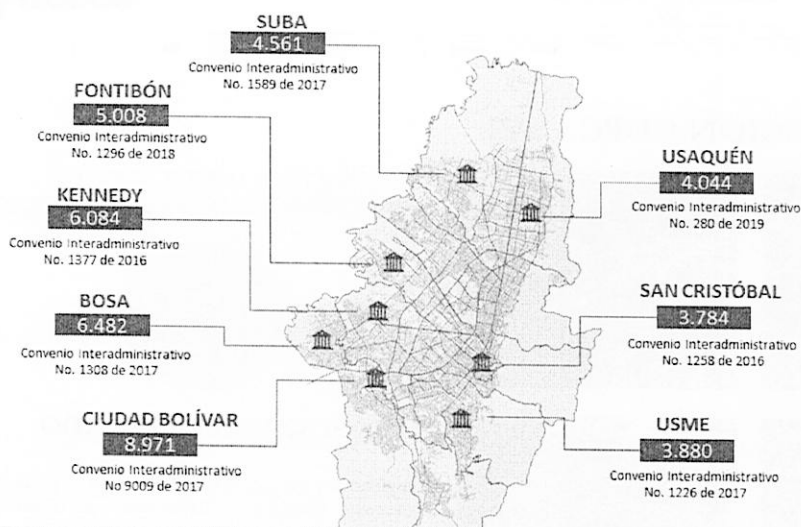 SUBA
4.561
Convenio Interadministrativo
No. 1589 de 2017
FONTIBÓN
5.008
Convenio Interadministrativo
No. 1296 de 2018
KENNEDY
6.084
Convenio Interadministrativo
No. 1377 de 2016
BOSA
6.482
Convenio Interadministrativo
No. 1308 de 2017
CIUDAD BOLÍVAR
8.971
Convenio Interadministrativo
No 9009 de 2017
USAQUÉN
4.044
Convenio Interadministrativo
No. 280 de 2019
SAN CRISTÓBAL
3.784
Convenio Interadministrativo
No. 1258 de 2016
USME
3.880
Convenio Interadministrativo
No. 1226 de 2017